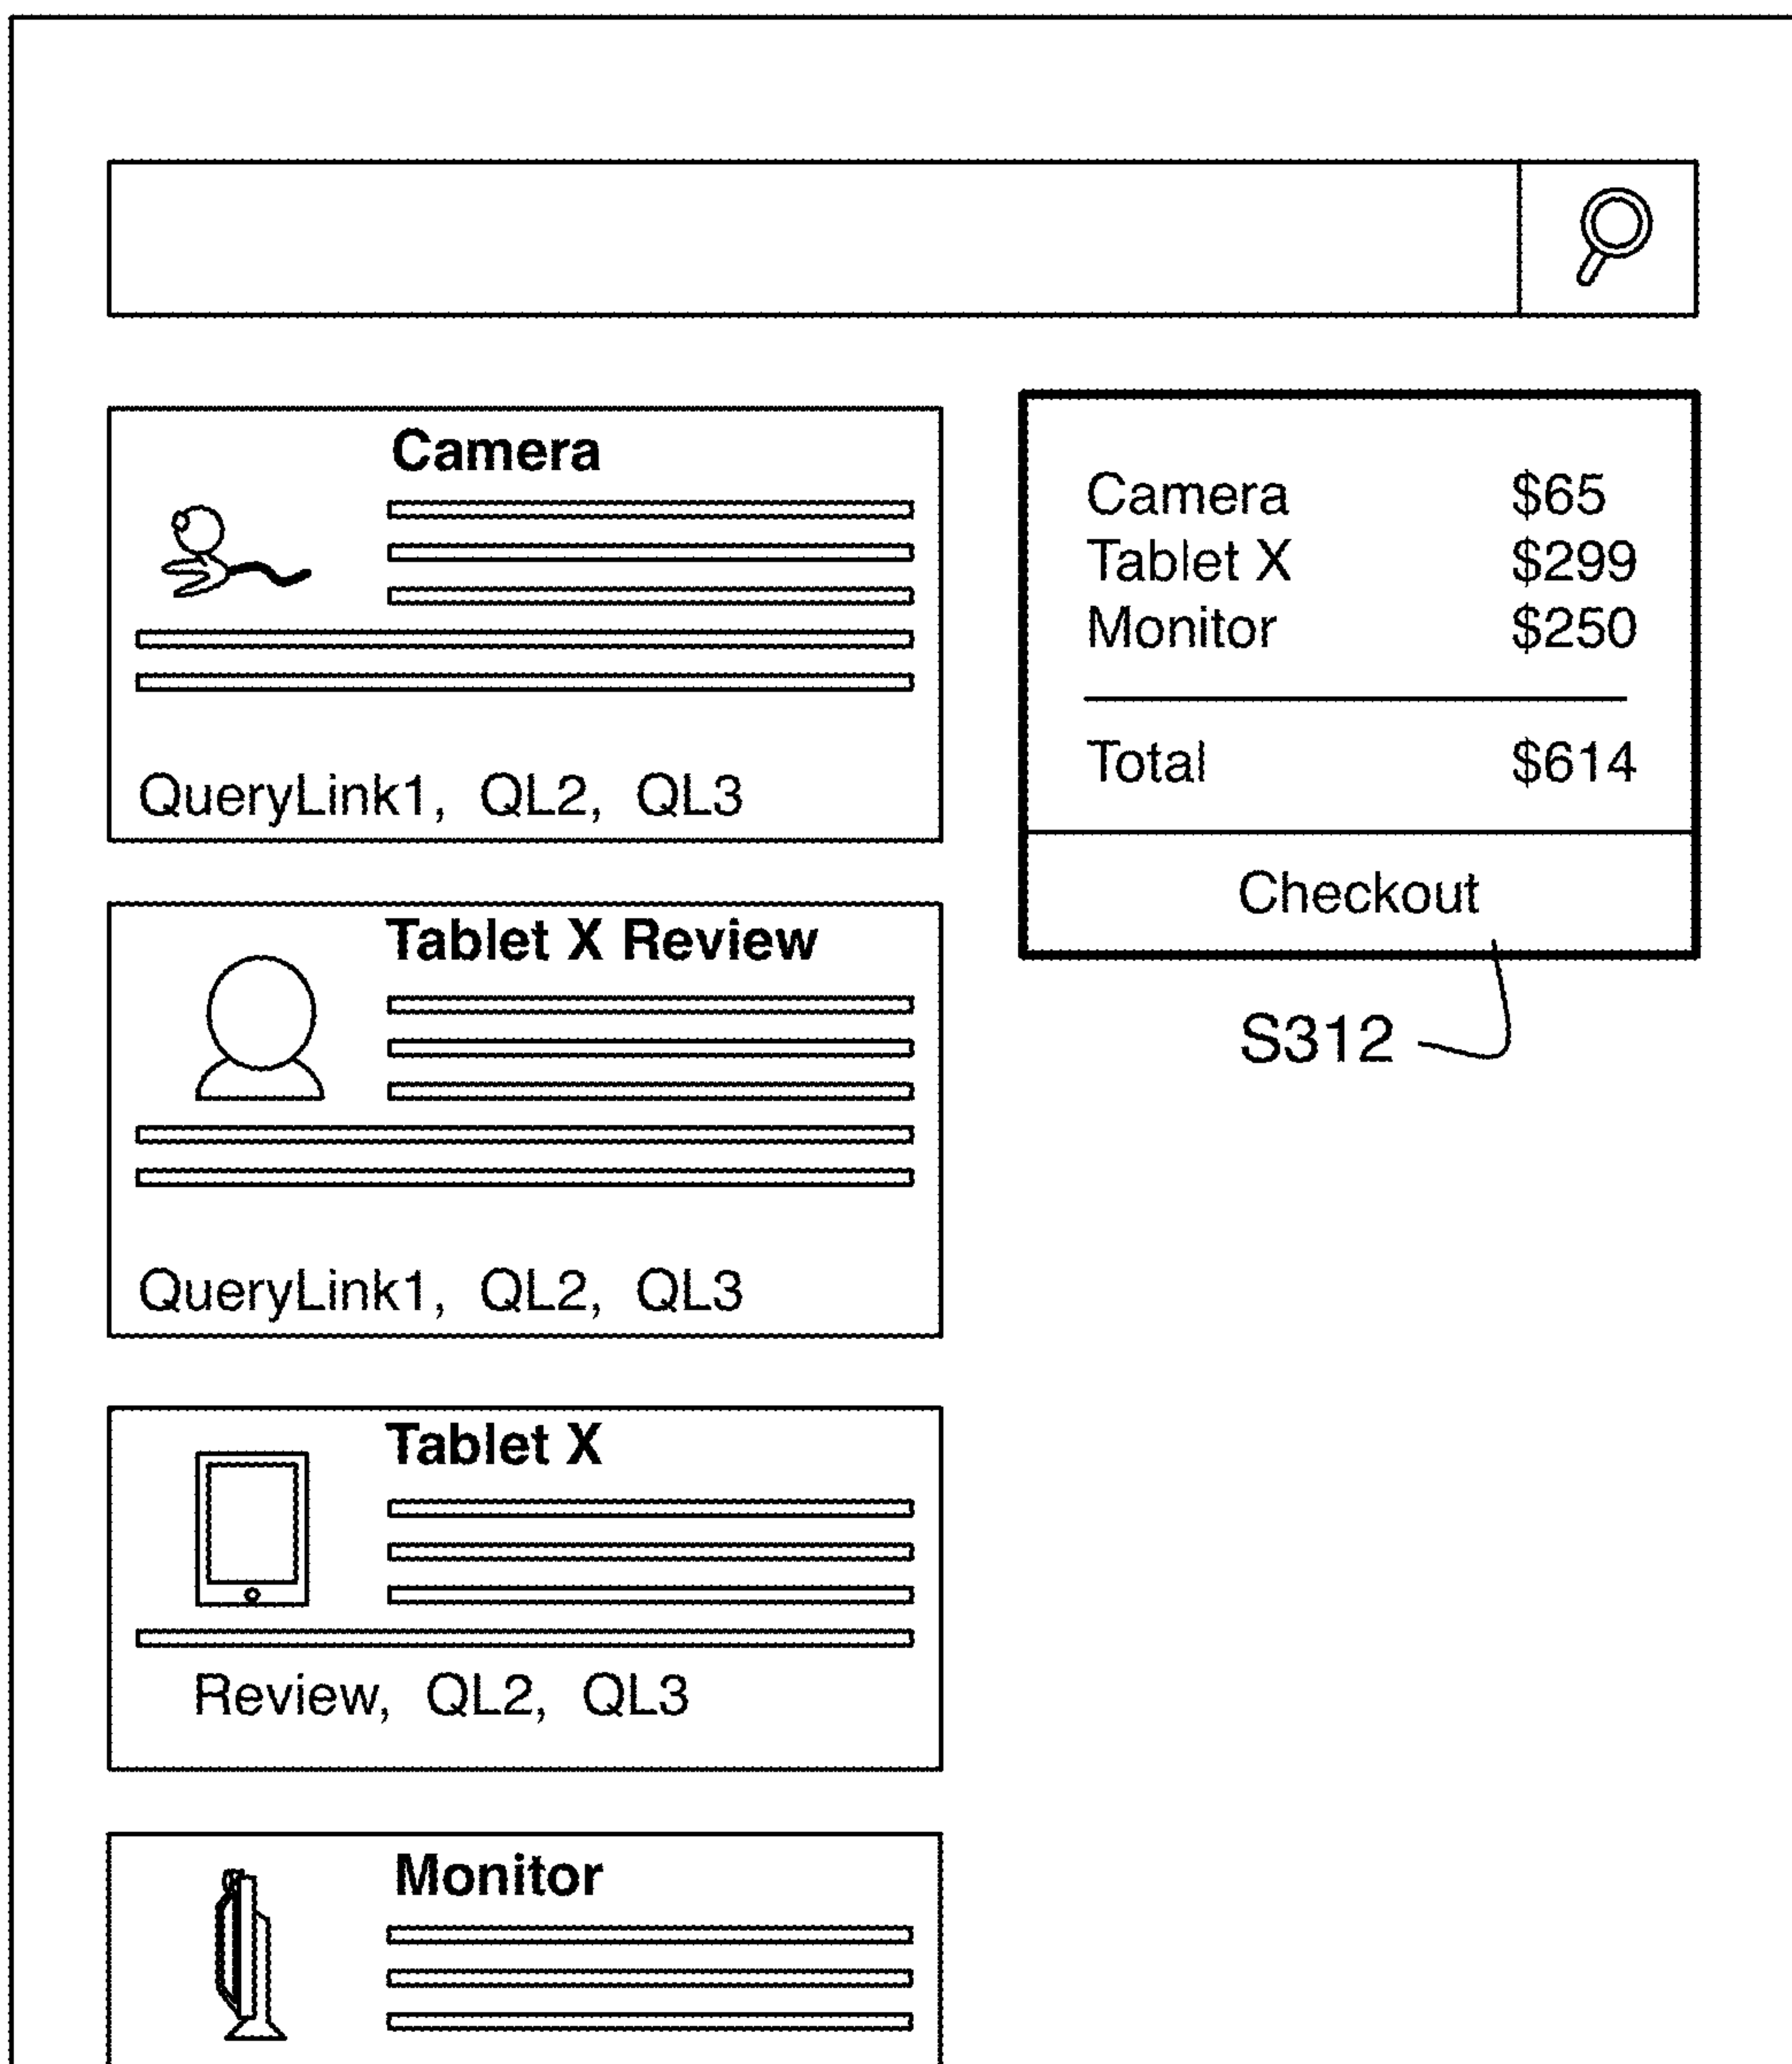 Camera
QueryLink1, QL2, QL3
Tablet X Review
QueryLink1, QL2, QL3
Tablet X
Review, QL2, QL3
Monitor
Camera $65
Tablet X $299
Monitor $250
Total $614
Checkout
S312